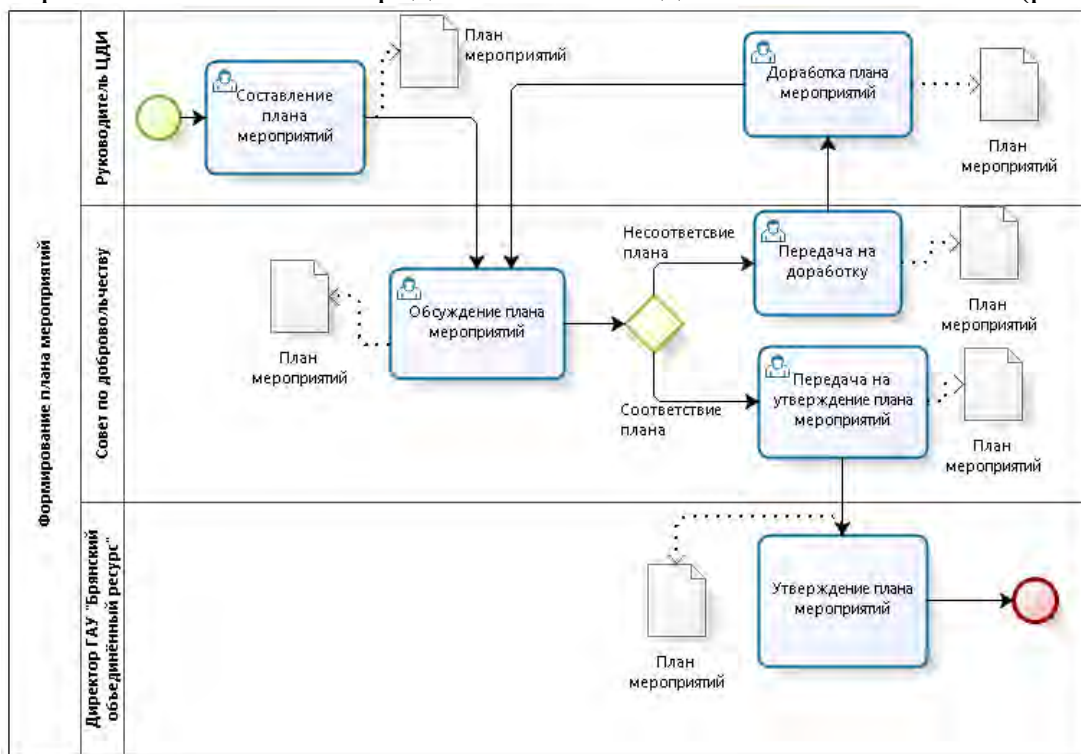 Формирование плана мероприятий
Руководитель ЦДИ
Составление
плана
мероприятий
План
мероприятий
Доработка плана
мероприятий
План
мероприятий
Совет по добровольчеству
План
мероприятий
Обсуждение плана
мероприятий
Несоответсвие
плана
Передача на
доработку
План
мероприятий
Соответствие
плана
Передача на
утверждение плана
мероприятий
План
мероприятий
Директор ГАУ "Брянский
объединённый ресурс"
План
мероприятий
Утверждение плана
мероприятий